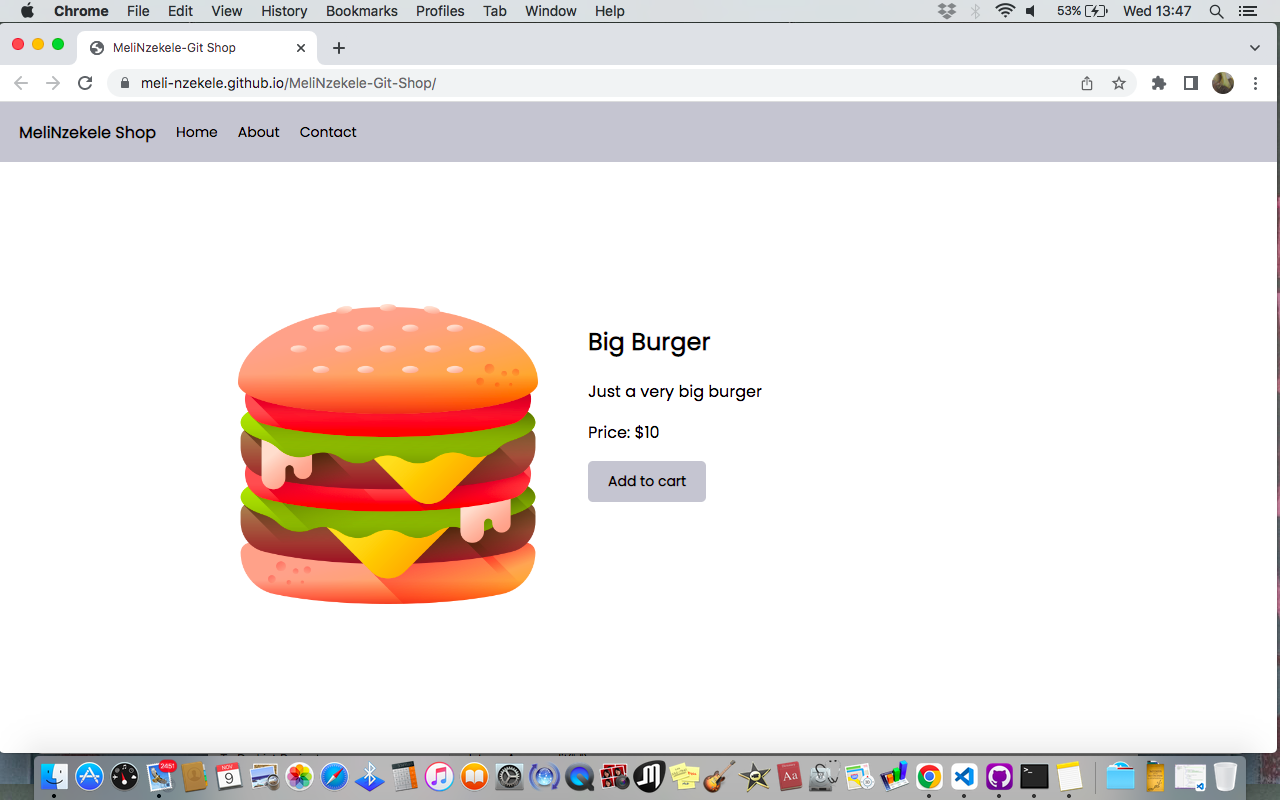 Chrome File Edit View History Bookmarks Profiles Tab Window Help 53% Wed 13:47
MeliNzekele-Git Shop
meli-nzekele.github.io/MeliNzekele-Git-Shop/
MeliNzekele Shop Home About Contact
Big Burger
Just a very big burger
Price: $10
Add to cart
2451
NOV
9
Aa
>_